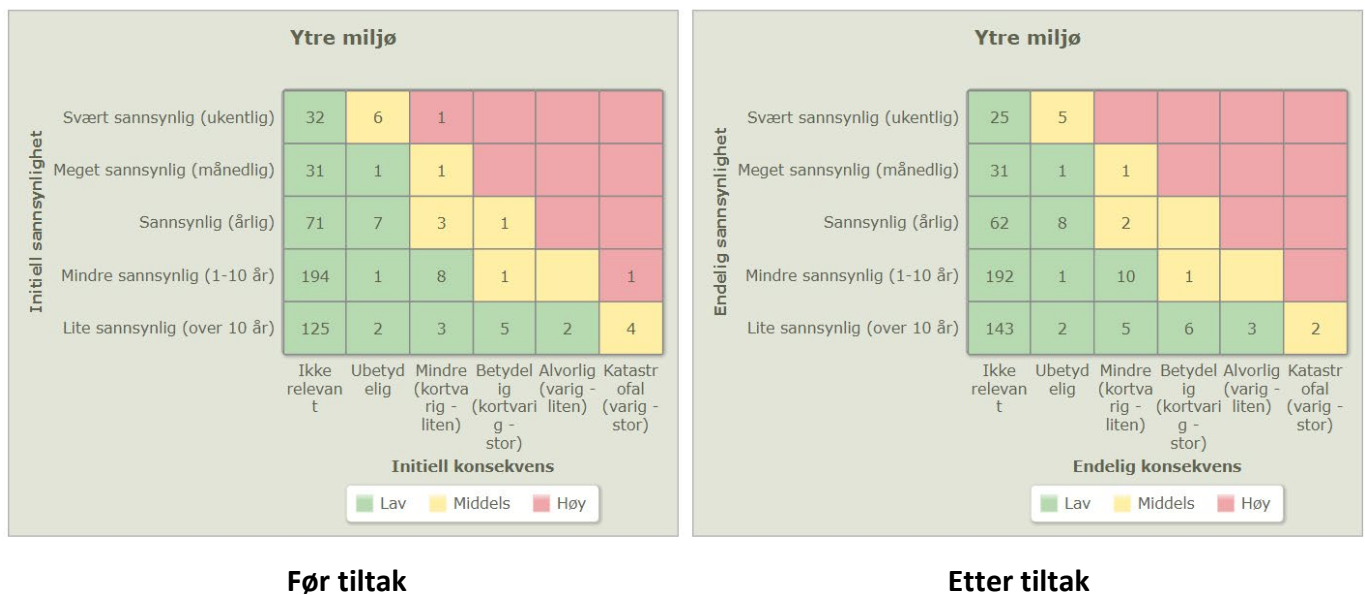 Ytre miljø
Initiell sannsynlighet
Svært sannsynlig (ukentlig) 32 6 1
Meget sannsynlig (månedlig) 31 1 1
Sannsynlig (årlig) 71 7 3 1
Mindre sannsynlig (1-10 år) 194 1 8 1 1
Lite sannsynlig (over 10 år) 125 2 3 5 2 4
Ikke Ubetyd Mindre Betydel Alvorlig Katastr
relevan elig (kortva ig (varig - ofal
t rig - (kortvari liten) (varig -
liten) g - stor)
stor)
Initiell konsekvens
Lav Middels Høy
Før tiltak
Ytre miljø
Endelig sannsynlighet
Svært sannsynlig (ukentlig) 25 5
Meget sannsynlig (månedlig) 31 1 1
Sannsynlig (årlig) 62 8 2
Mindre sannsynlig (1-10 år) 192 1 10 1
Lite sannsynlig (over 10 år) 143 2 5 6 3 2
Ikke Ubetyd Mindre Betydel Alvorlig Katastr
relevan elig (kortva ig (varig - ofal
t rig - (kortvari liten) (varig -
liten) g - stor)
stor)
Endelig konsekvens
Lav Middels Høy
Etter tiltak